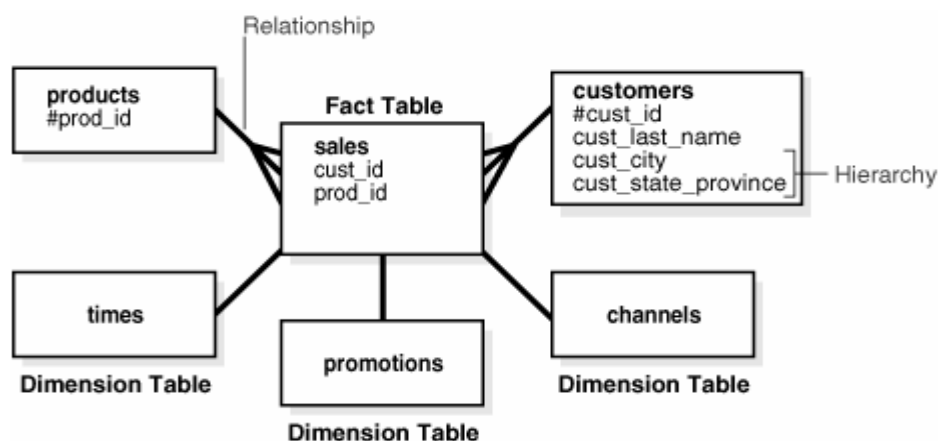 Relationship
products
#prod_id
Fact Table
sales
cust_id
prod_id
customers
#cust_id
cust_last_name
cust_city
cust_state_province
Hierarchy
times
Dimension Table
promotions
Dimension Table
channels
Dimension Table